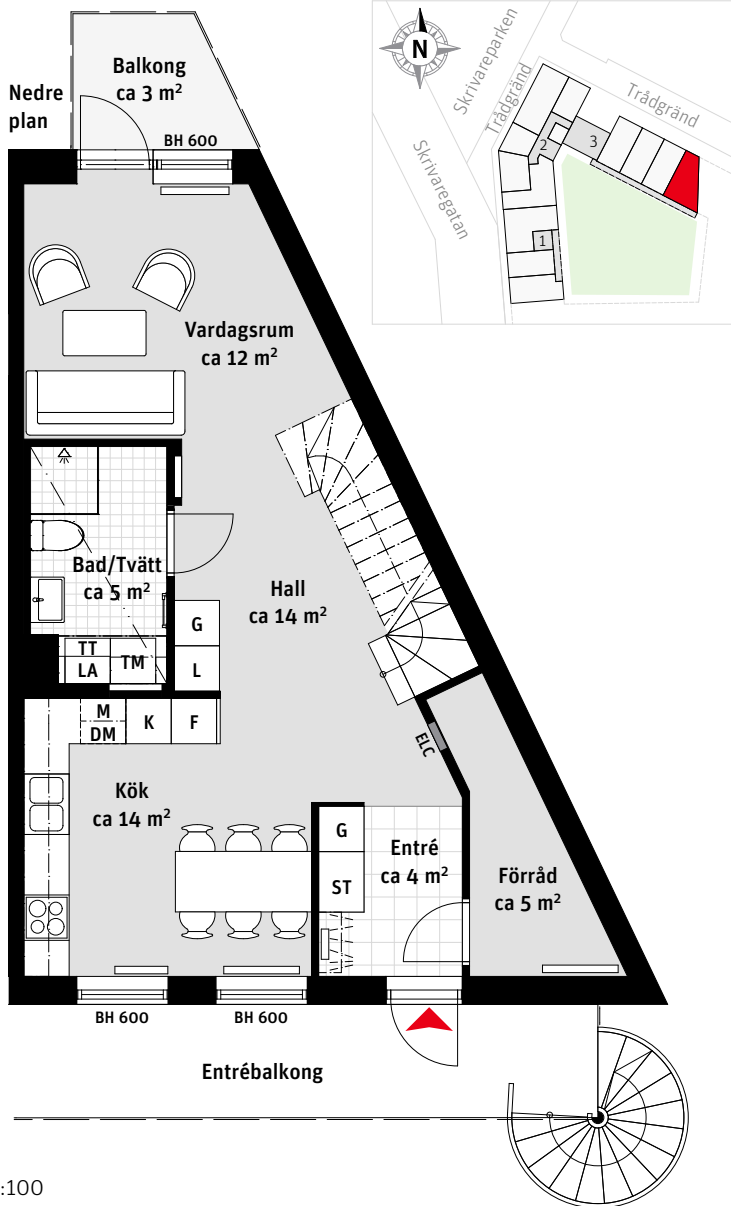 Nedre
plan
Balkong
ca 3 m²
BH 600
N
Skrivareparken
Trädgränd
Trädgränd
Skrivaregatan
2
3
1
Vardagsrum
ca 12 m²
Bad/Tvätt
ca 5 m²
TT
LA
TM
G
L
Hall
ca 14 m²
M
DM
K
F
ELC
Kök
ca 14 m²
G
ST
Entré
ca 4 m²
Förråd
ca 5 m²
BH 600
BH 600
Entrébalkong
:100